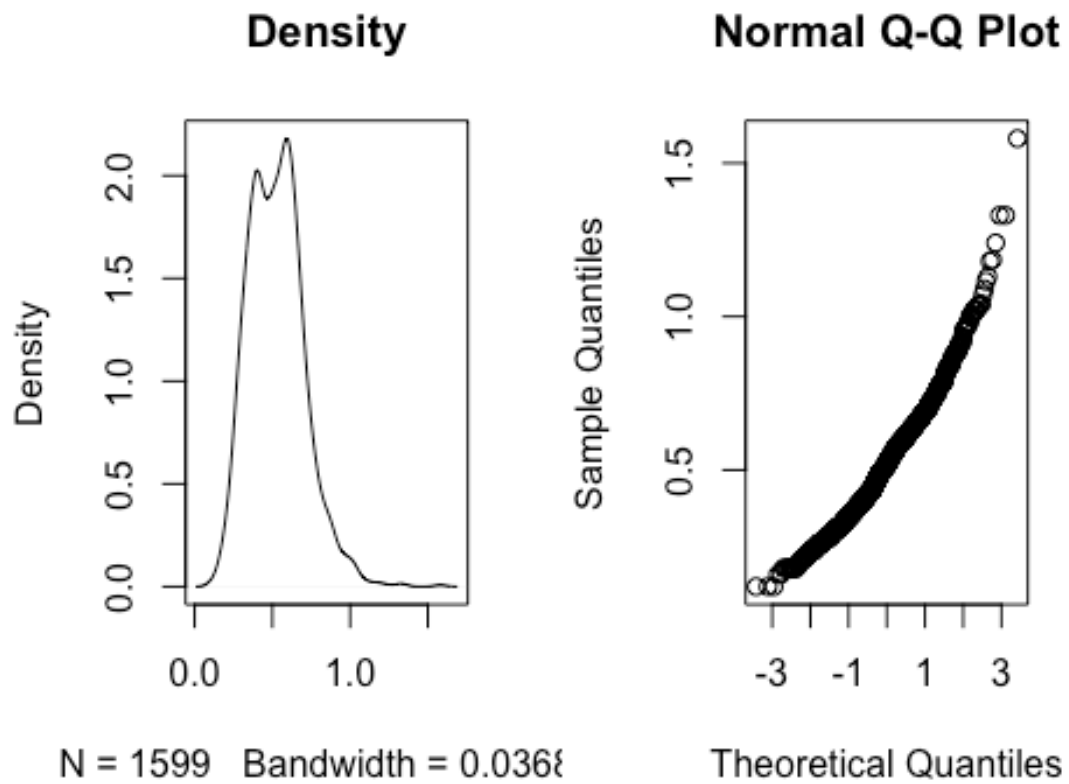 Density
Density
0.0
0.5
1.0
1.5
2.0
0.0
1.0
N = 1599 Bandwidth = 0.036
Normal Q-Q Plot
Sample Quantiles
0.5
1.0
1.5
-3
-1
1
3
Theoretical Quantiles